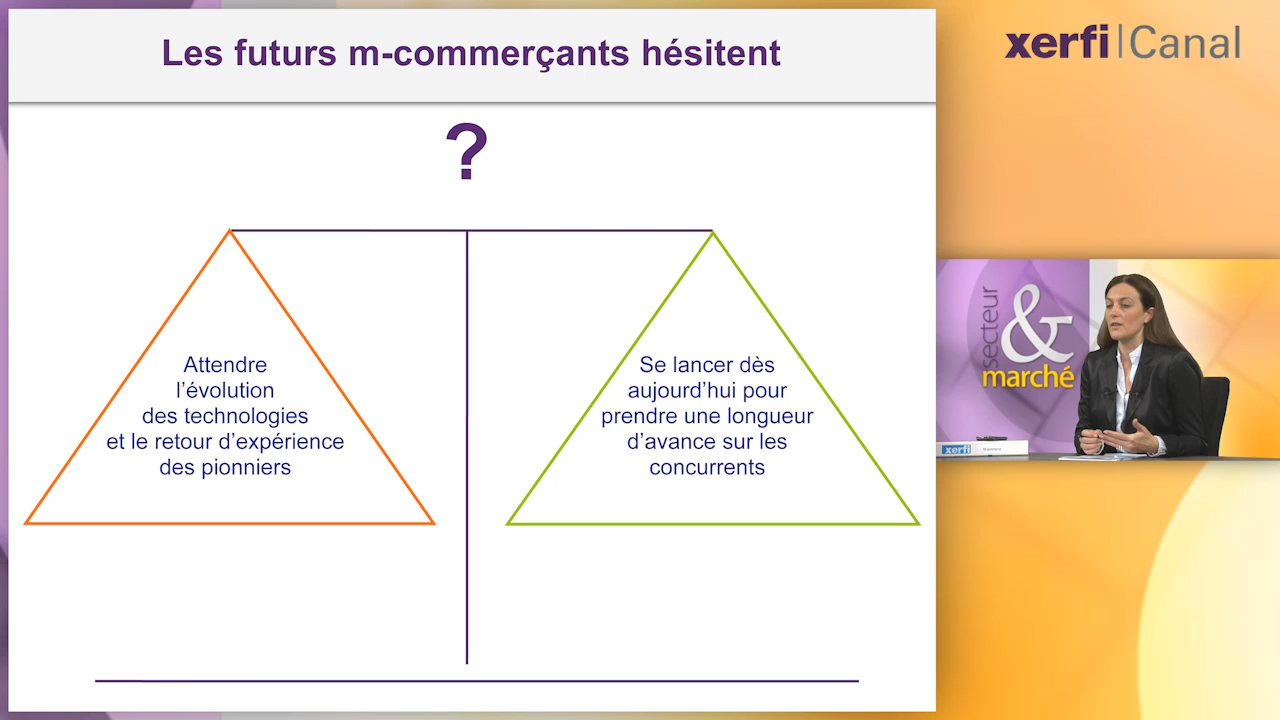 Les futurs m-commerçants hésitent
?
Attendre
l'évolution
des technologies
et le retour d'expérience
des pionniers
Se lancer dès
aujourd'hui pour
prendre une longueur
d'avance sur les
concurrents
xerfi|Canal
secteur
&
marché
xerfi